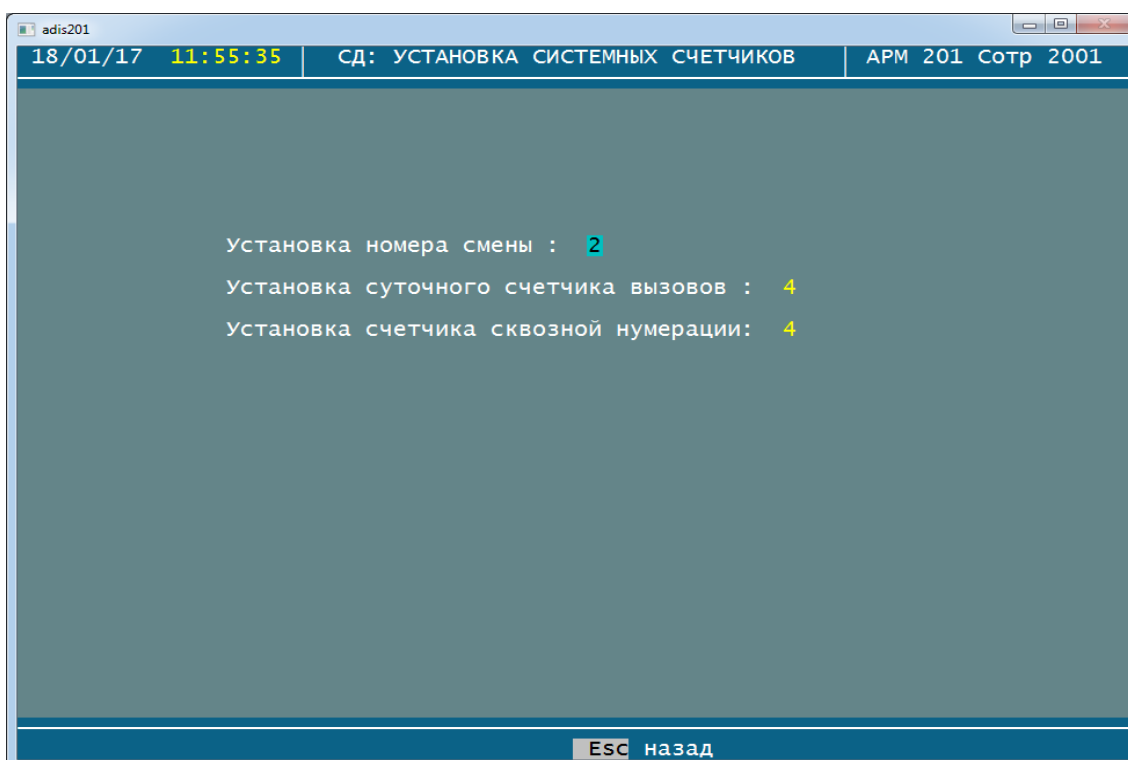 adis201
18/01/17 11:55:35 СД: УСТАНОВКА СИСТЕМНЫХ СЧЕТЧИКОВ АРМ 201 Сотр 2001
Установка номера смены : 2
Установка суточного счетчика вызовов : 4
Установка счетчика сквозной нумерации: 4
Esc назад